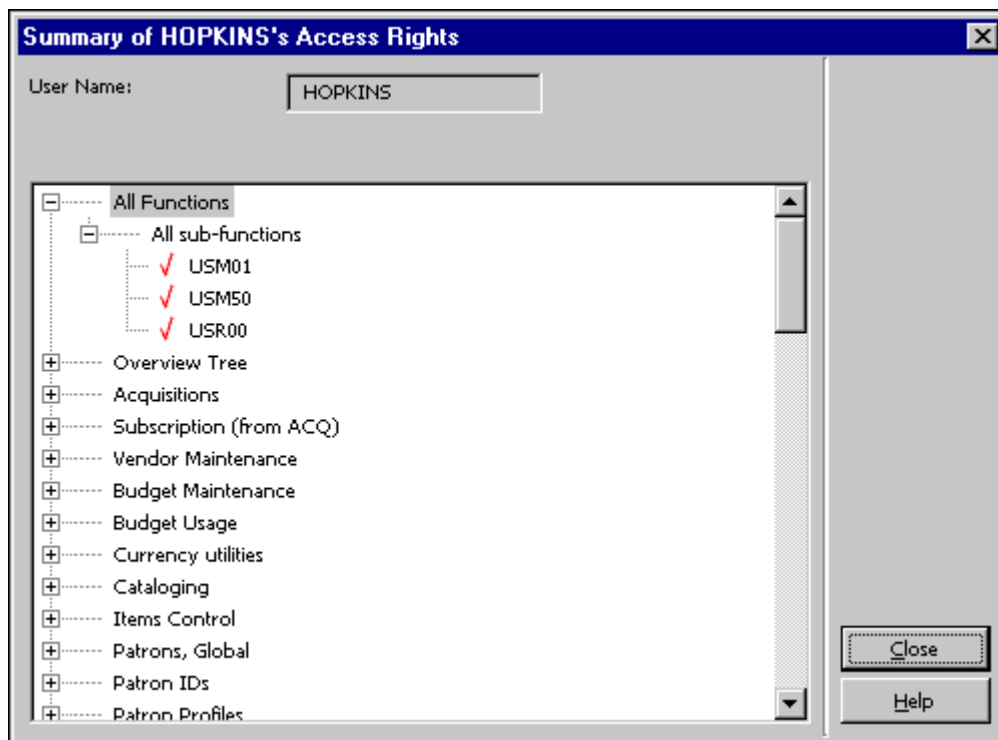 Summary of HOPKINS's Access Rights
User Name: HOPKINS
All Functions
All sub-functions
USM01
USM50
USR00
Overview Tree
Acquisitions
Subscription (from ACQ)
Vendor Maintenance
Budget Maintenance
Budget Usage
Currency utilities
Cataloging
Items Control
Patrons, Global
Patron IDs
Patron Profiles
Close
Help